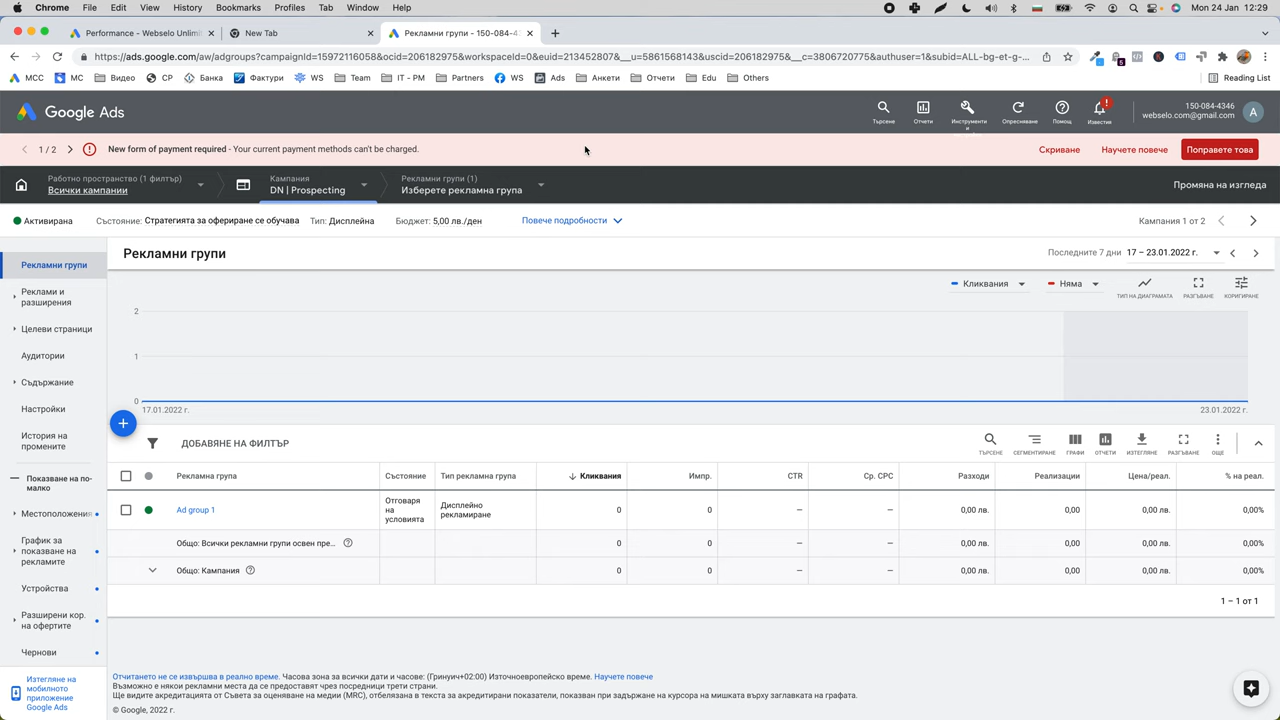 Chrome File Edit View History Bookmarks Profiles Tab Window Help Mon 24 Jan 12:29
Performance - Webselo Unlimi New Tab Рекламни групи - 150-084-4
ads.google.com/aw/adgroups?campaignId=15972116058&ocid=206182975&workspaceId=0&euid=213452807&__u=5861568143&uscid=206182975&__c=3806720775&authuser=1&subid=ALL-bg-et-g-...
MCC MC Видео CP Банка Фактури WS Team IT - PM Partners WS Ads Анкети Отчети Edu Others Reading List
Google Ads
Търсене
Отчети
Инструменти и
Опресняване
Помощ
Известия
150-084-4346
webselo.com@gmail.com
A
1 / 2 New form of payment required - Your current payment methods can't be charged. Скриване Научете повече Поправете това
Работно пространство (1 филтър)
Всички кампании
Кампания
DN | Prospecting
Рекламни групи (1)
Изберете рекламна група
Промяна на изгледа
Активирана Състояние: Стратегията за офериране се обучава Тип: Дисплейна Бюджет: 5,00 лв./ден Повече подробности Кампания 1 от 2
Рекламни групи
Реклами и разширения
Целеви страници
Аудитории
Съдържание
Настройки
История на промените
Показване на по-малко
Местоположения
График за показване на рекламите
Устройства
Разширени кор. на офертите
Чернови
Изтегляне на мобилното приложение Google Ads
Рекламни групи Последните 7 дни 17 – 23.01.2022 г.
Кликвания Няма ТИП НА ДИАГРАМАТА РАЗГЪВАНЕ КОРИГИРАНЕ
2
1
0
17.01.2022 г. 23.01.2022 г.
ДОБАВЯНЕ НА ФИЛТЪР ТЪРСЕНЕ СЕГМЕНТИРАНЕ ГРАФИ ОТЧЕТИ ИЗТЕГЛЯНЕ РАЗГЪВАНЕ ОЩЕ
Рекламна група Състояние Тип рекламна група Кликвания Импр. CTR Ср. CPC Разходи Реализации Цена/реал. % на реал.
Ad group 1 Отговаря на условията Дисплейно рекламиране 0 0 — — 0,00 лв. 0,00 0,00 лв. 0,00%
Общо: Всички рекламни групи освен пре... 0 0 — — 0,00 лв. 0,00 0,00 лв. 0,00%
Общо: Кампания 0 0 — — 0,00 лв. 0,00 0,00 лв. 0,00%
1 – 1 от 1
Отчитането не се извършва в реално време. Часова зона за всички дати и часове: (Гринуич+02:00) Източноевропейско време. Научете повече
Възможно е някои рекламни места да се предоставят чрез посредници трети страни.
Ще видите акредитацията от Съвета за оценяване на медии (MRC), отбелязана в текста за акредитирани показатели, показван при задържане на курсора на мишката върху заглавката на графа.
© Google, 2022 г.